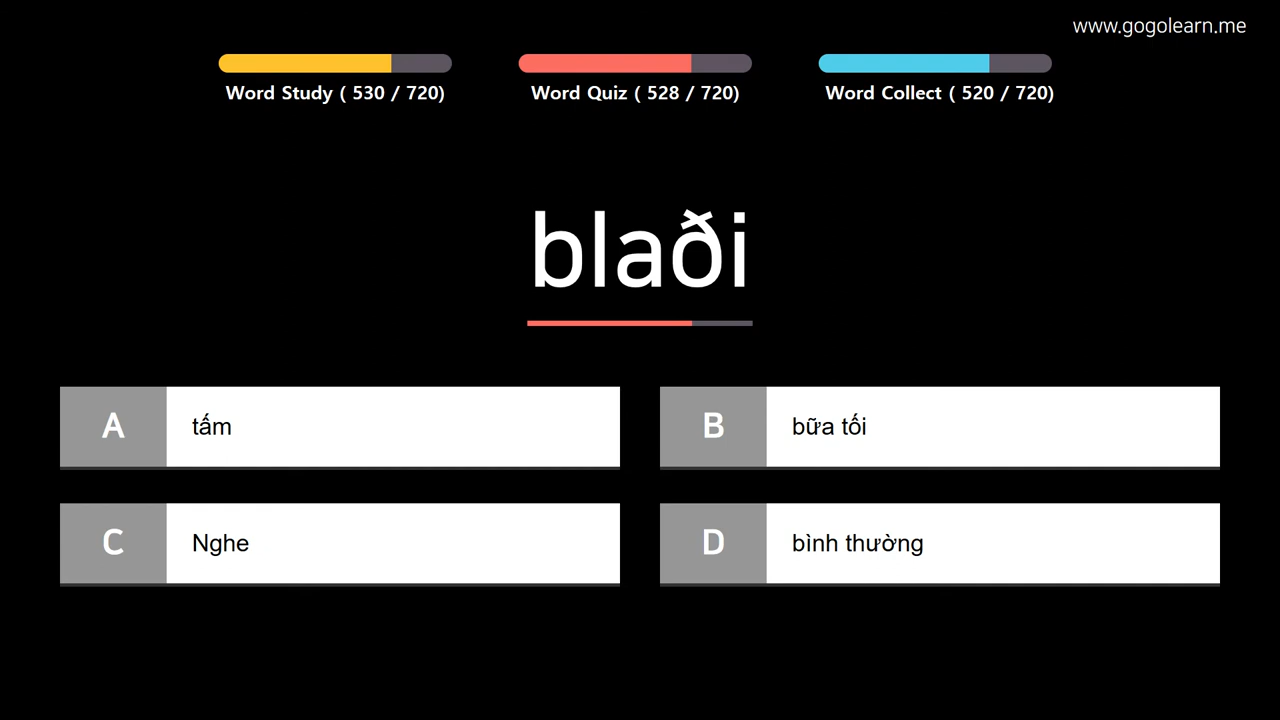 www.gogolearn.me
Word Study ( 530 / 720)
Word Quiz ( 528 / 720)
Word Collect ( 520 / 720)
blaði
A
tấm
B
bữa tối
C
Nghe
D
bình thường